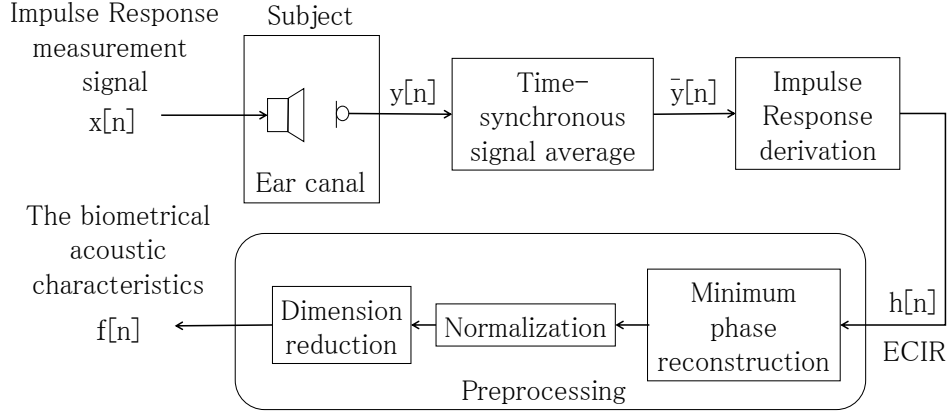 Impulse Response
measurement
signal
x[n]
Subject
Ear canal
y[n]
Time-
synchronous
signal average
ȳ[n]
Impulse
Response
derivation
h[n]
ECIR
Minimum
phase
reconstruction
Normalization
Dimension
reduction
Preprocessing
The biometrical
acoustic
characteristics
f[n]